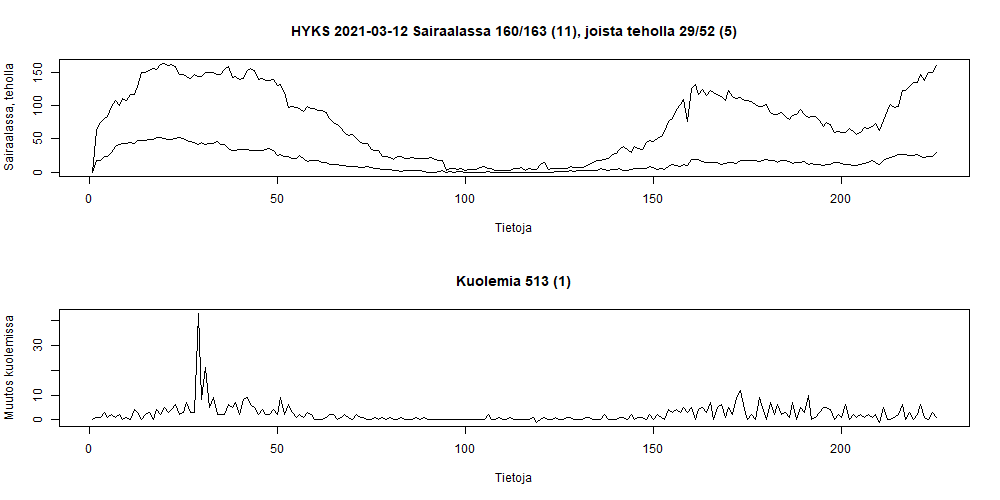 HYKS 2021-03-12 Sairaalassa 160/163 (11), joista teholla 29/52 (5)
Sairaalassa, teholla
150
100
50
0
0 50 100 150 200
Tietoja
Kuolemia 513 (1)
Muutos kuolemissa
30
10
0
0 50 100 150 200
Tietoja